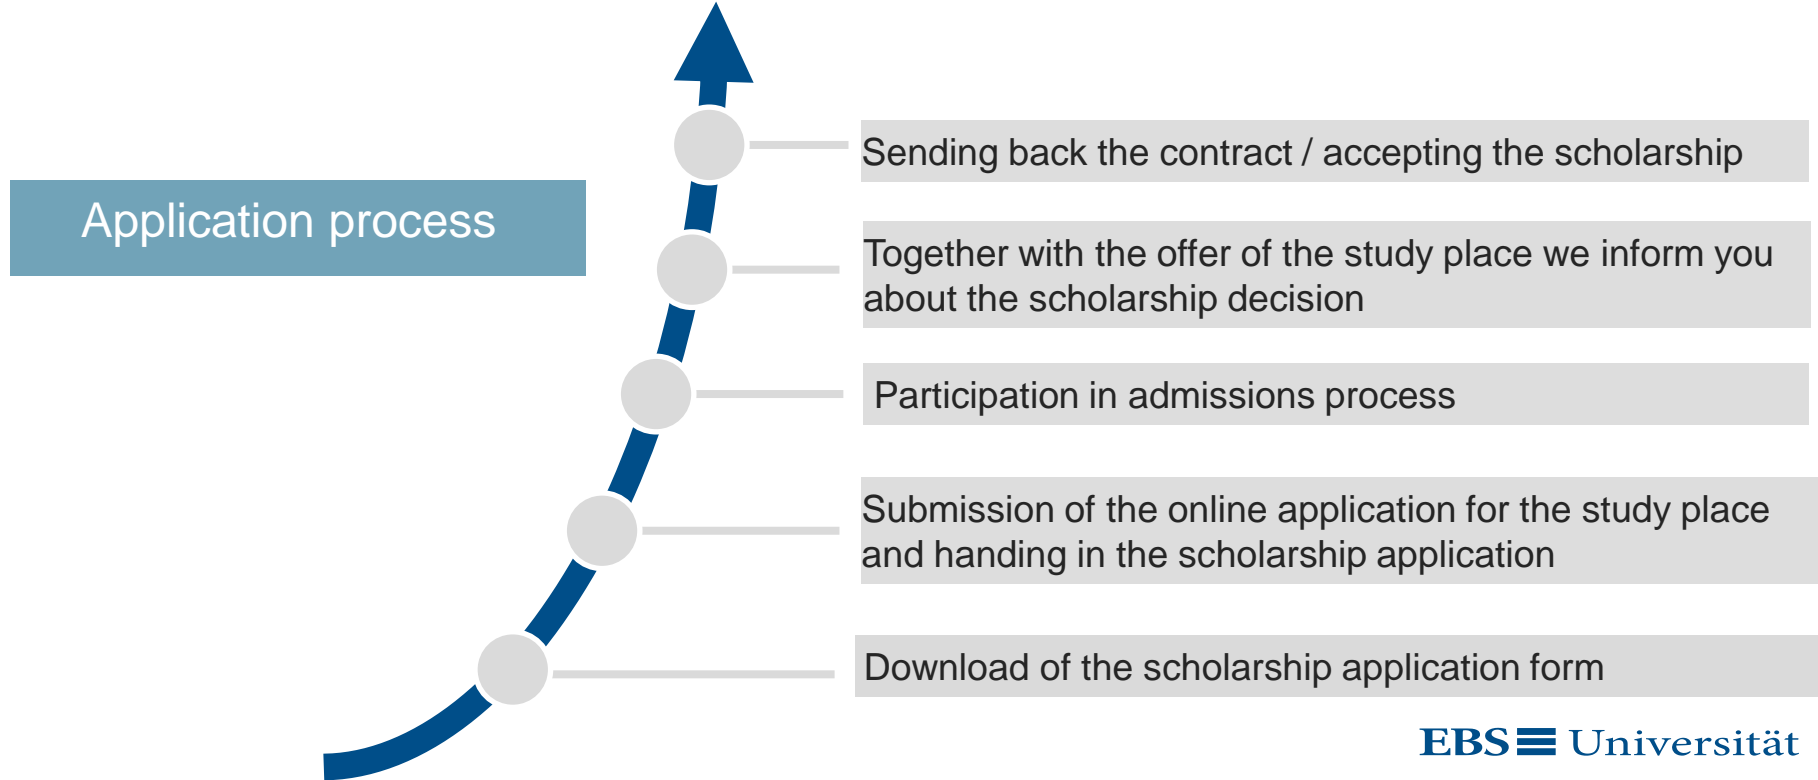 Application process
Sending back the contract / accepting the scholarship
Together with the offer of the study place we inform you
about the scholarship decision
Participation in admissions process
Submission of the online application for the study place
and handing in the scholarship application
Download of the scholarship application form
EBS Universität